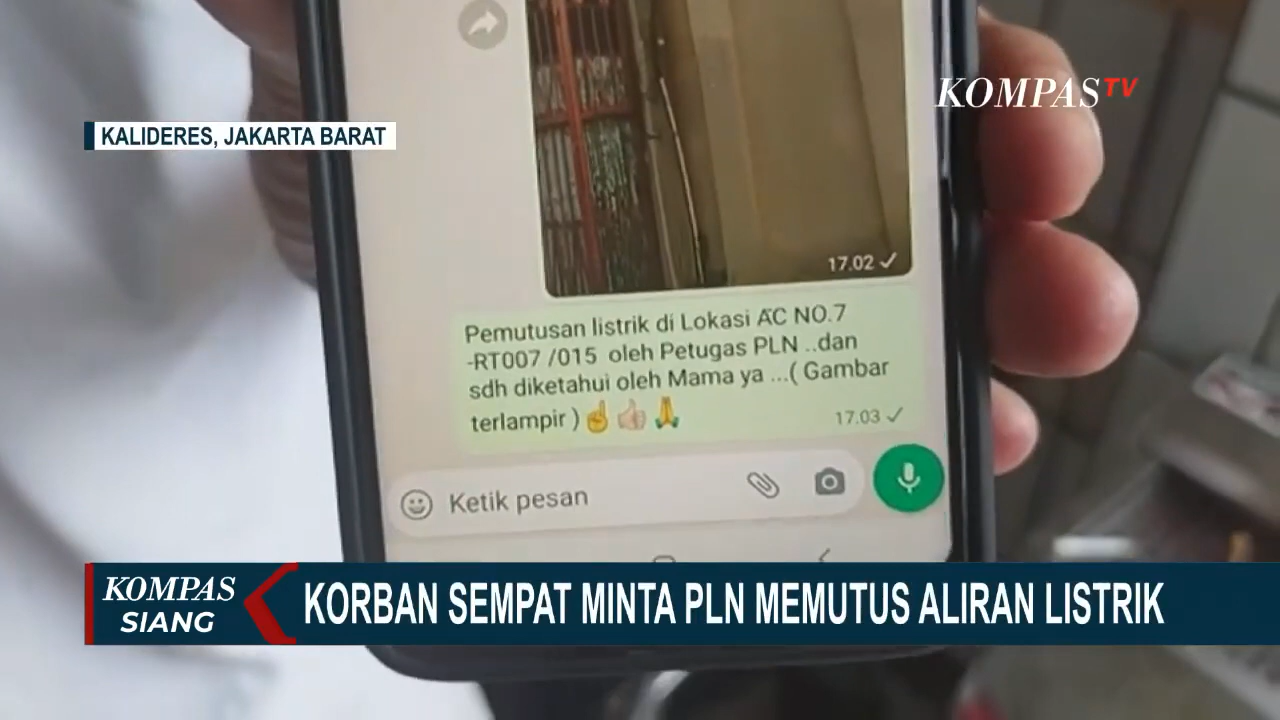 KOMPASTV
KALIDERES, JAKARTA BARAT
17.02
Pemutusan listrik di Lokasi AC NO.7
-RT007 /015 oleh Petugas PLN ..dan
sdh diketahui oleh Mama ya ...( Gambar
terlampir )☝👍🙏
17.03
Ketik pesan
KOMPAS
SIANG
KORBAN SEMPAT MINTA PLN MEMUTUS ALIRAN LISTRIK